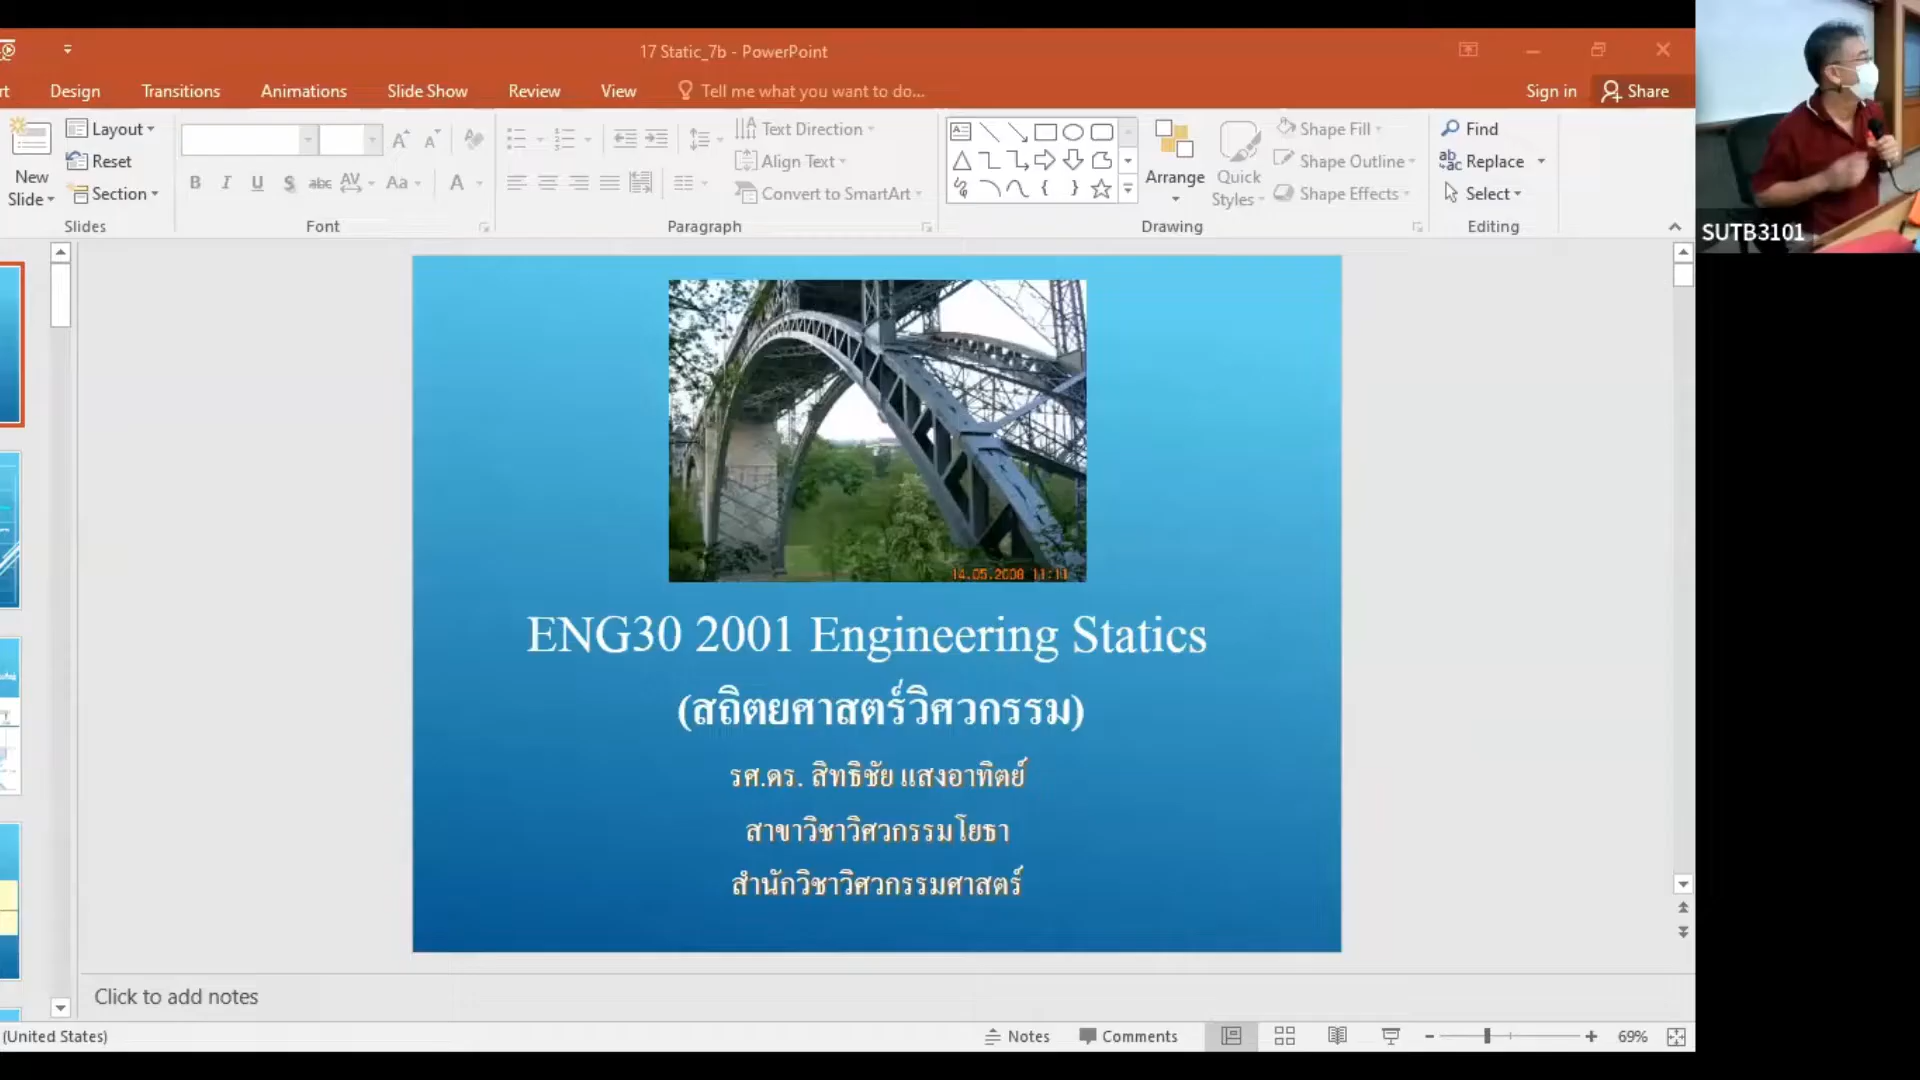 17 Static_7b - PowerPoint
Design Transitions Animations Slide Show Review View Tell me what you want to do... Sign in Share
New Slide
Layout
Reset
Section
Slides
B I U S abc AV Aa A
Font
Text Direction
Align Text
Convert to SmartArt
Paragraph
Arrange
Quick Styles
Shape Fill
Shape Outline
Shape Effects
Drawing
Find
Replace
Select
Editing
SUTB3101
14.05.2008 11:11
ENG30 2001 Engineering Statics
(สถิตยศาสตร์วิศวกรรม)
รศ.ดร. สิทธิชัย แสงอาทิตย์
สาขาวิชาวิศวกรรมโยธา
สำนักวิชาวิศวกรรมศาสตร์
Click to add notes
(United States) Notes Comments 69%